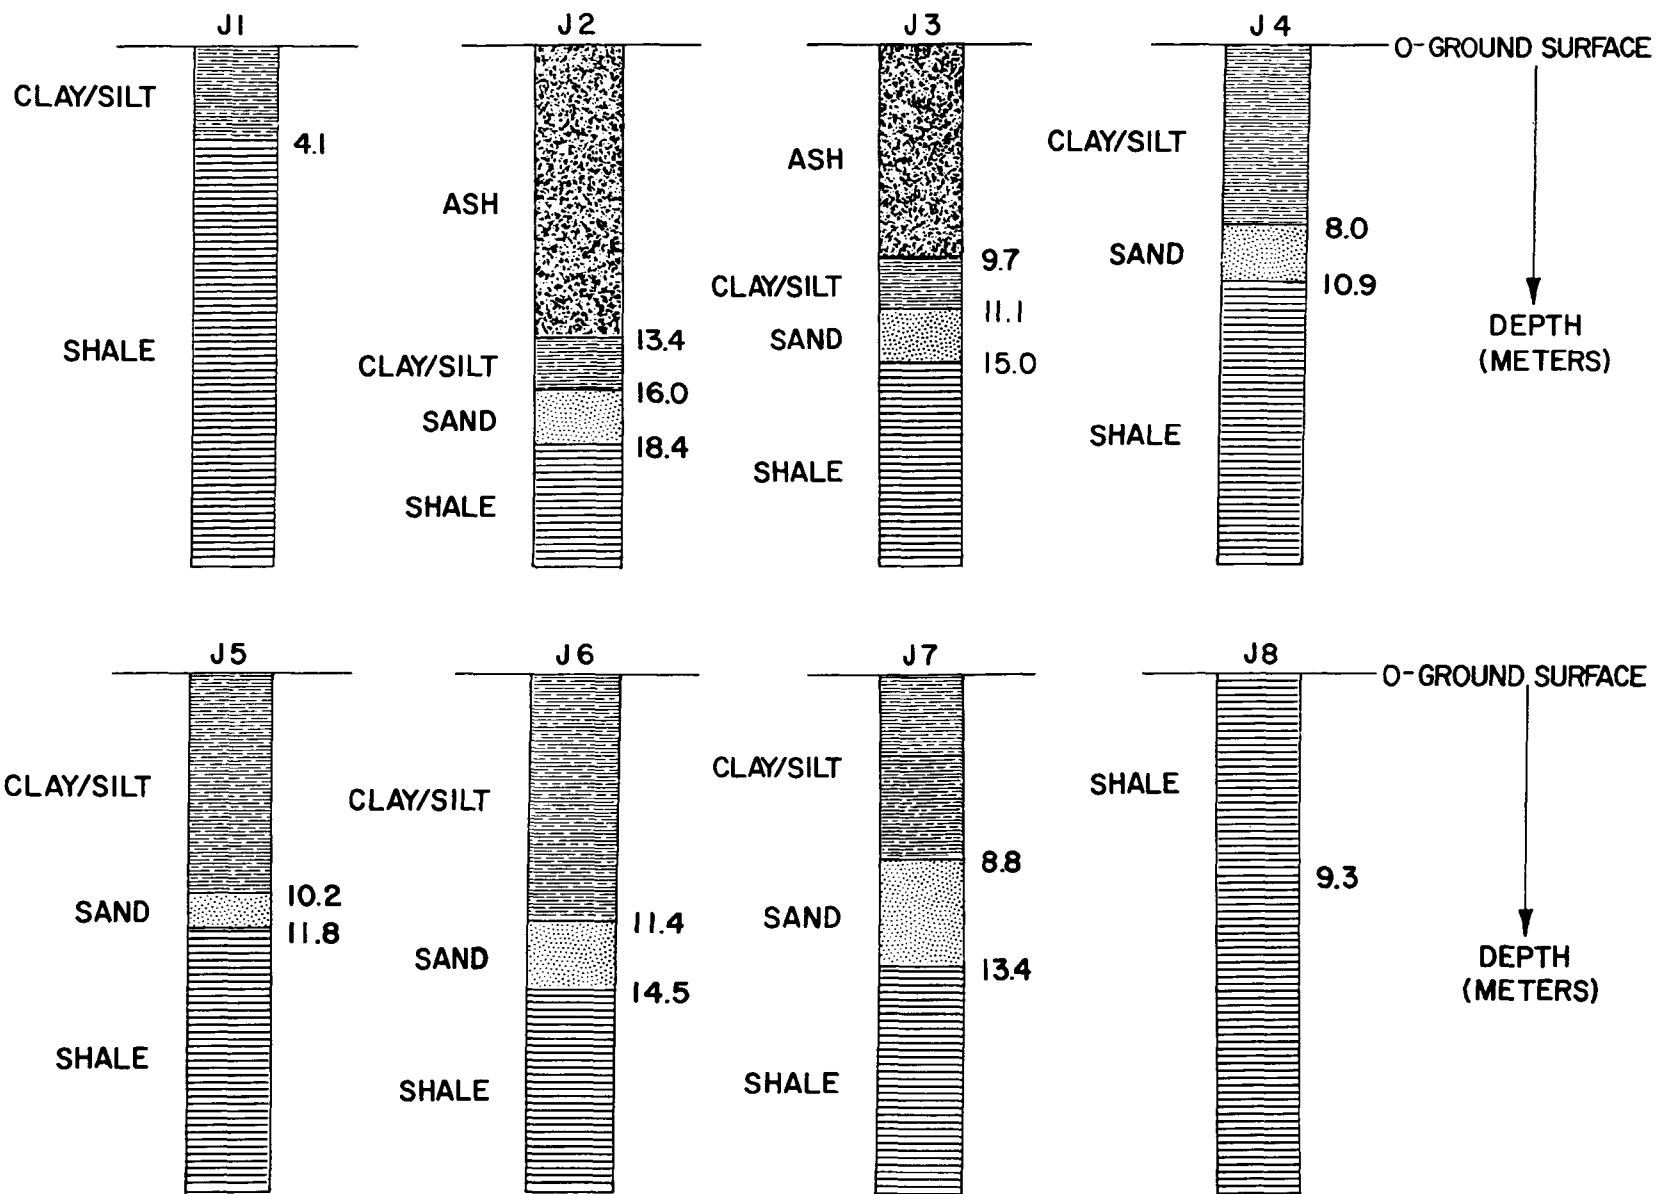 J1
J2
J3
J4
O-GROUND SURFACE
CLAY/SILT
4.1
SHALE
ASH
13.4
CLAY/SILT
16.0
SAND
18.4
SHALE
ASH
9.7
CLAY/SILT
11.1
SAND
15.0
SHALE
CLAY/SILT
8.0
SAND
10.9
SHALE
DEPTH
(METERS)
J5
J6
J7
J8
O-GROUND SURFACE
CLAY/SILT
10.2
SAND
11.8
SHALE
CLAY/SILT
11.4
SAND
14.5
SHALE
CLAY/SILT
8.8
SAND
13.4
SHALE
SHALE
9.3
DEPTH
(METERS)